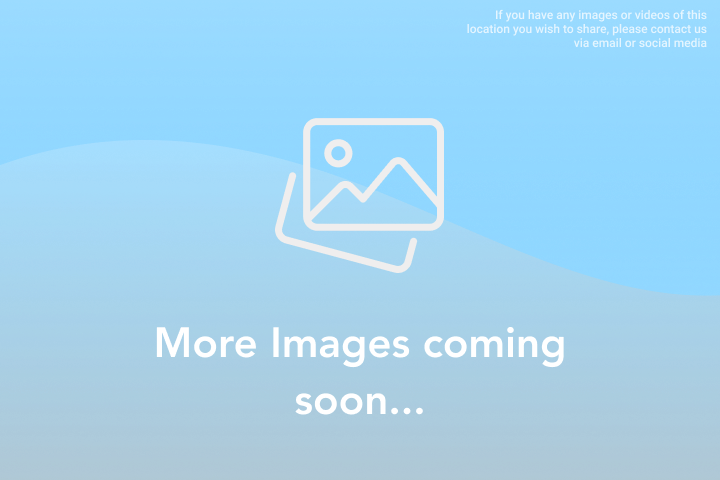 If you have any images or videos of this
location you wish to share, please contact us
via email or social media
More Images coming
soon...